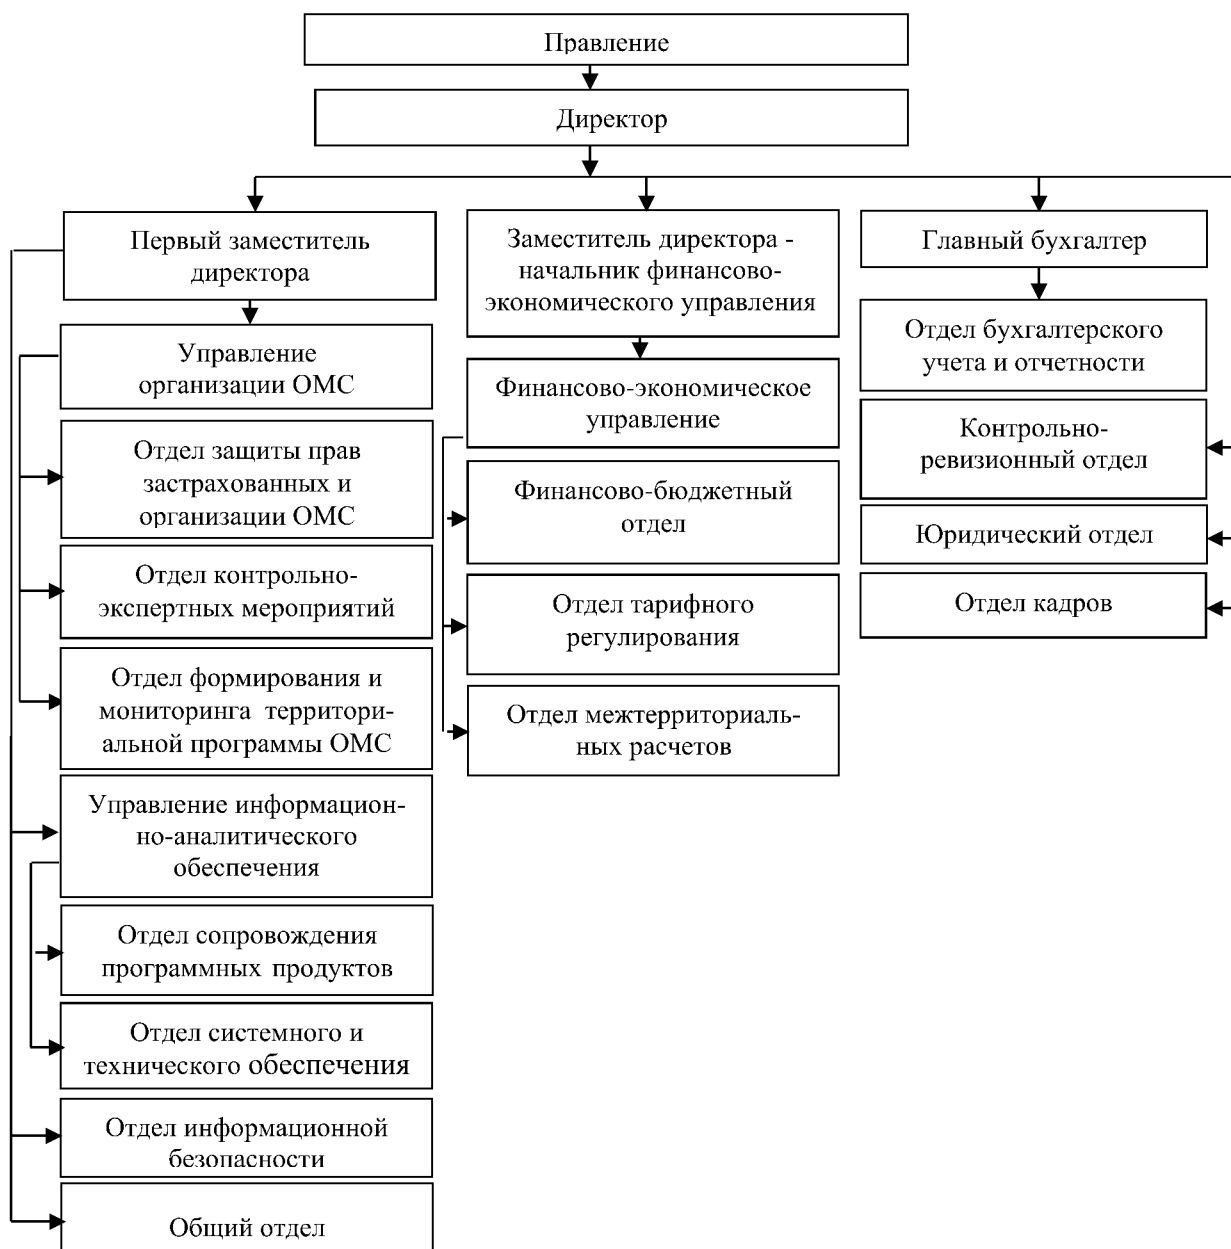 Правление
Директор
Первый заместитель
директора
Управление
организации ОМС
Отдел защиты прав
застрахованных и
организации ОМС
Отдел контрольно-
экспертных мероприятий
Отдел формирования и
мониторинга территори-
альной программы ОМС
Управление информацион-
но-аналитического
обеспечения
Отдел сопровождения
программных продуктов
Отдел системного и
технического обеспечения
Отдел информационной
безопасности
Общий отдел
Заместитель директора -
начальник финансово-
экономического управления
Финансово-экономическое
управление
Финансово-бюджетный
отдел
Отдел тарифного
регулирования
Отдел межтерриториаль-
ных расчетов
Главный бухгалтер
Отдел бухгалтерского
учета и отчетности
Контрольно-
ревизионный отдел
Юридический отдел
Отдел кадров